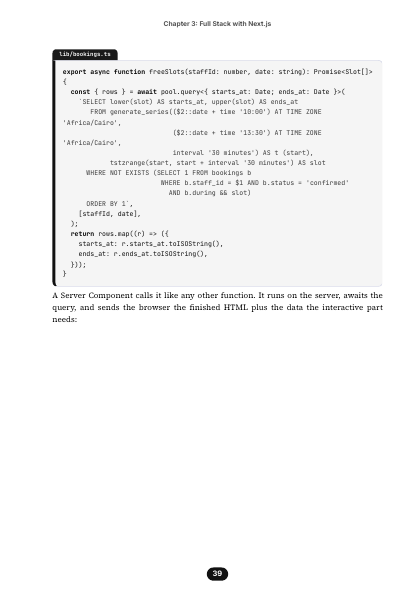 Chapter 3: Full Stack with Next.js
lib/bookings.ts
export async function freeSlots(staffId: number, date: string): Promise<Slot[]>
{
  const { rows } = await pool.query<{ starts_at: Date; ends_at: Date }>(
    `SELECT lower(slot) AS starts_at, upper(slot) AS ends_at
       FROM generate_series(($2::date + time '10:00') AT TIME ZONE
'Africa/Cairo',
                            ($2::date + time '13:30') AT TIME ZONE
'Africa/Cairo',
                            interval '30 minutes') AS t (start),
            tstzrange(start, start + interval '30 minutes') AS slot
      WHERE NOT EXISTS (SELECT 1 FROM bookings b
                         WHERE b.staff_id = $1 AND b.status = 'confirmed'
                           AND b.during && slot)
      ORDER BY 1`,
    [staffId, date],
  );
  return rows.map((r) => ({
    starts_at: r.starts_at.toISOString(),
    ends_at: r.ends_at.toISOString(),
  }));
}
A Server Component calls it like any other function. It runs on the server, awaits the
query, and sends the browser the finished HTML plus the data the interactive part
needs:
39